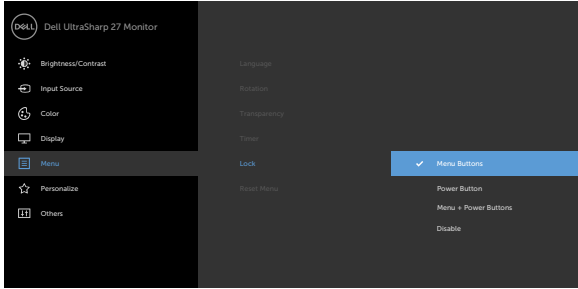 DELL
Dell UltraSharp 27 Monitor
Brightness/Contrast
Input Source
Color
Display
Menu
Personalize
Others
Language
Rotation
Transparency
Timer
Lock
Reset Menu
Menu Buttons
Power Button
Menu + Power Buttons
Disable